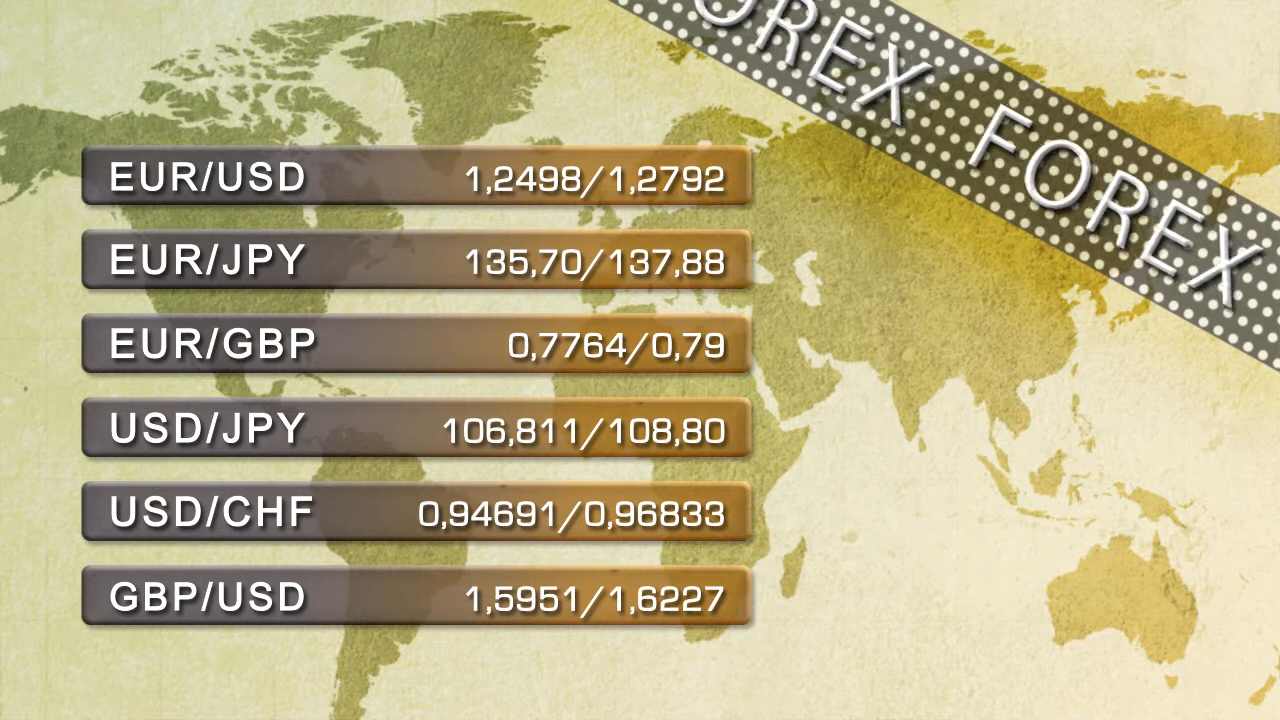 OREX FOREX
EUR/USD 1,2498/1,2792
EUR/JPY 135,70/137,88
EUR/GBP 0,7764/0,79
USD/JPY 106,811/108,80
USD/CHF 0,94691/0,96833
GBP/USD 1,5951/1,6227